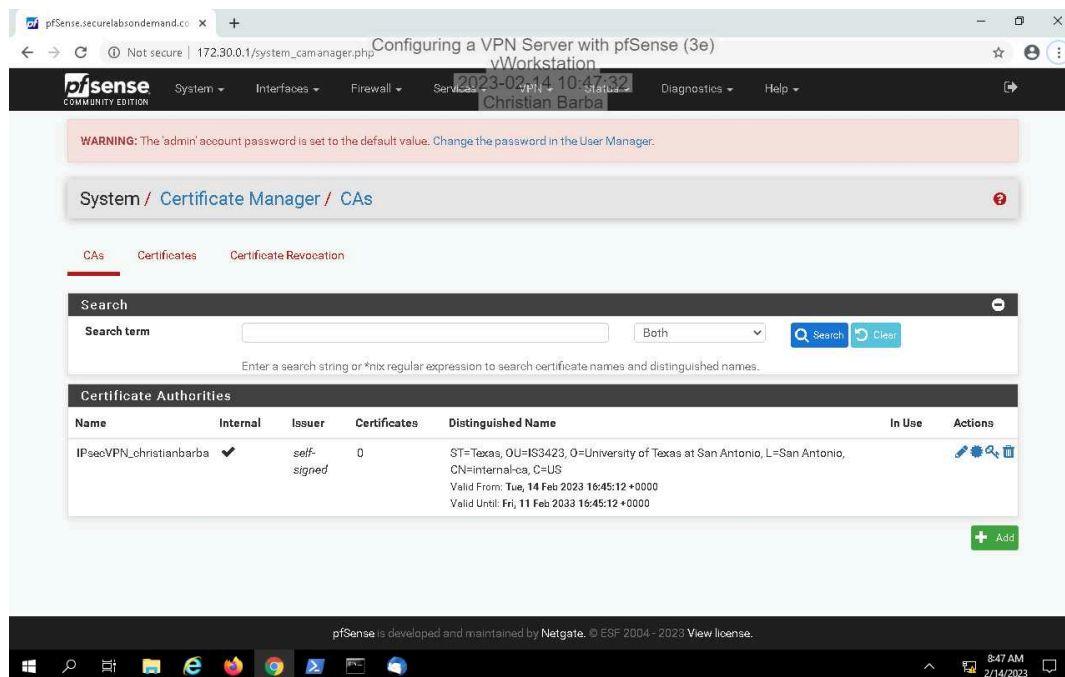 pfSense.securelabsondemand.co
Not secure | 172.30.0.1/system_camanager.php
Configuring a VPN Server with pfSense (3e)
vWorkstation
2023-02-14 10:47:32
Christian Barba
pfsense
COMMUNITY EDITION
System Interfaces Firewall Services VPN Status Diagnostics Help
WARNING: The 'admin' account password is set to the default value. Change the password in the User Manager.
System / Certificate Manager / CAs
CAs Certificates Certificate Revocation
Search
Search term Both Search Clear
Enter a search string or *nix regular expression to search certificate names and distinguished names.
Certificate Authorities
Name Internal Issuer Certificates Distinguished Name In Use Actions
IPsecVPN_christianbarba self- 0 ST=Texas, OU=IS3423, O=University of Texas at San Antonio, L=San Antonio,
signed CN=internal-ca, C=US
Valid From: Tue, 14 Feb 2023 16:45:12 +0000
Valid Until: Fri, 11 Feb 2033 16:45:12 +0000
Add
pfSense is developed and maintained by Netgate. © ESF 2004 - 2023 View license.
8:47 AM
2/14/2023